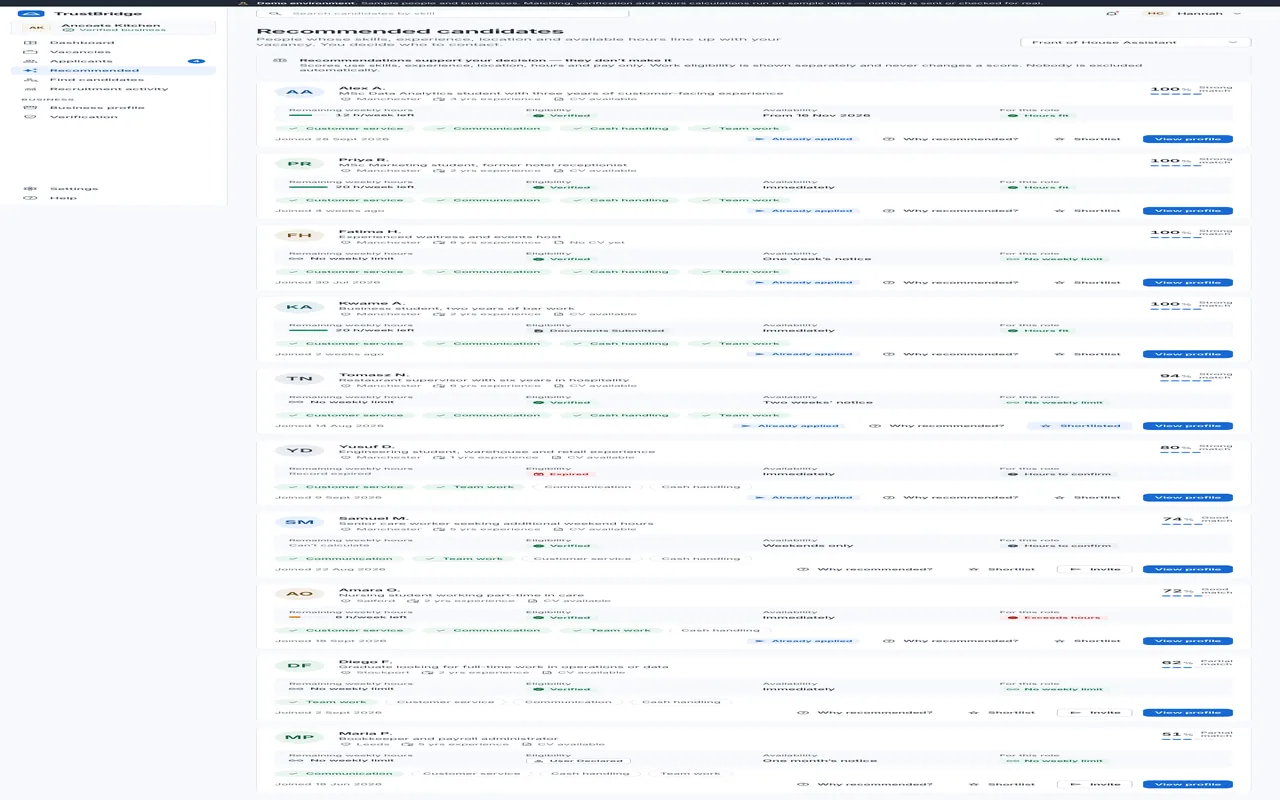 Demo environment. Sample people and businesses. Matching, verification and hours calculations run on sample rules — nothing is sent or checked for real.
TrustBridge
Search candidates by skill
HC Hannah
AK Ancoats Kitchen
Verified business
Dashboard
Vacancies
Applicants
Recommended
Find candidates
Recruitment activity
BUSINESS
Business profile
Verification
Settings
Help
Recommended candidates
People whose skills, experience, location and available hours line up with your
vacancy. You decide who to contact.
Front of House Assistant
Recommendations support your decision — they don't make it
Scores use skills, experience, location, hours and pay only. Work eligibility is shown separately and never changes a score. Nobody is excluded
automatically.
AA Alex A. 100% Strong match
MSc Data Analytics student with three years of customer-facing experience
Manchester 3 yrs experience CV available
Remaining weekly hours Eligibility Availability For this role
12 h/week left Verified From 16 Nov 2026 Hours fit
Customer service Communication Cash handling Team work
Joined 28 Sept 2026 Already applied Why recommended? Shortlist View profile
PR Priya R. 100% Strong match
MSc Marketing student, former hotel receptionist
Manchester 2 yrs experience CV available
Remaining weekly hours Eligibility Availability For this role
20 h/week left Verified Immediately Hours fit
Customer service Communication Cash handling Team work
Joined 4 weeks ago Already applied Why recommended? Shortlist View profile
FH Fatima H. 100% Strong match
Experienced waitress and events host
Manchester 8 yrs experience No CV yet
Remaining weekly hours Eligibility Availability For this role
No weekly limit Verified One week's notice No weekly limit
Customer service Communication Cash handling Team work
Joined 30 Jul 2026 Already applied Why recommended? Shortlist View profile
KA Kwame A. 100% Strong match
Business student, two years of bar work
Manchester 2 yrs experience CV available
Remaining weekly hours Eligibility Availability For this role
20 h/week left Documents Submitted Immediately Hours fit
Customer service Communication Cash handling Team work
Joined 2 weeks ago Already applied Why recommended? Shortlist View profile
TN Tomasz N. 94% Strong match
Restaurant supervisor with six years in hospitality
Manchester 6 yrs experience CV available
Remaining weekly hours Eligibility Availability For this role
No weekly limit Verified Two weeks' notice No weekly limit
Customer service Communication Cash handling Team work
Joined 14 Aug 2026 Already applied Why recommended? Shortlisted View profile
YD Yusuf D. 80% Strong match
Engineering student, warehouse and retail experience
Manchester 1 yrs experience CV available
Remaining weekly hours Eligibility Availability For this role
Record expired Expired Immediately Hours to confirm
Customer service Team work Communication Cash handling
Joined 9 Sept 2026 Already applied Why recommended? Shortlist View profile
SM Samuel M. 74% Good match
Senior care worker seeking additional weekend hours
Manchester 5 yrs experience CV available
Remaining weekly hours Eligibility Availability For this role
Can't calculate Verified Weekends only Hours to confirm
Communication Team work Customer service Cash handling
Joined 22 Aug 2026 Why recommended? Shortlist Invite View profile
AO Amara O. 72% Good match
Nursing student working part-time in care
Salford 2 yrs experience CV available
Remaining weekly hours Eligibility Availability For this role
6 h/week left Verified Immediately Exceeds hours
Customer service Communication Team work Cash handling
Joined 18 Sept 2026 Already applied Why recommended? Shortlist View profile
DF Diego F. 62% Partial match
Graduate looking for full-time work in operations or data
Stockport 2 yrs experience CV available
Remaining weekly hours Eligibility Availability For this role
No weekly limit Verified Immediately No weekly limit
Team work Customer service Communication Cash handling
Joined 2 Sept 2026 Why recommended? Shortlist Invite View profile
MP Maria P. 51% Partial match
Bookkeeper and payroll administrator
Leeds 5 yrs experience CV available
Remaining weekly hours Eligibility Availability For this role
No weekly limit User Declared One month's notice
Communication Customer service Cash handling Team work
Joined 16 Jun 2026 Why recommended? Shortlist Invite View profile